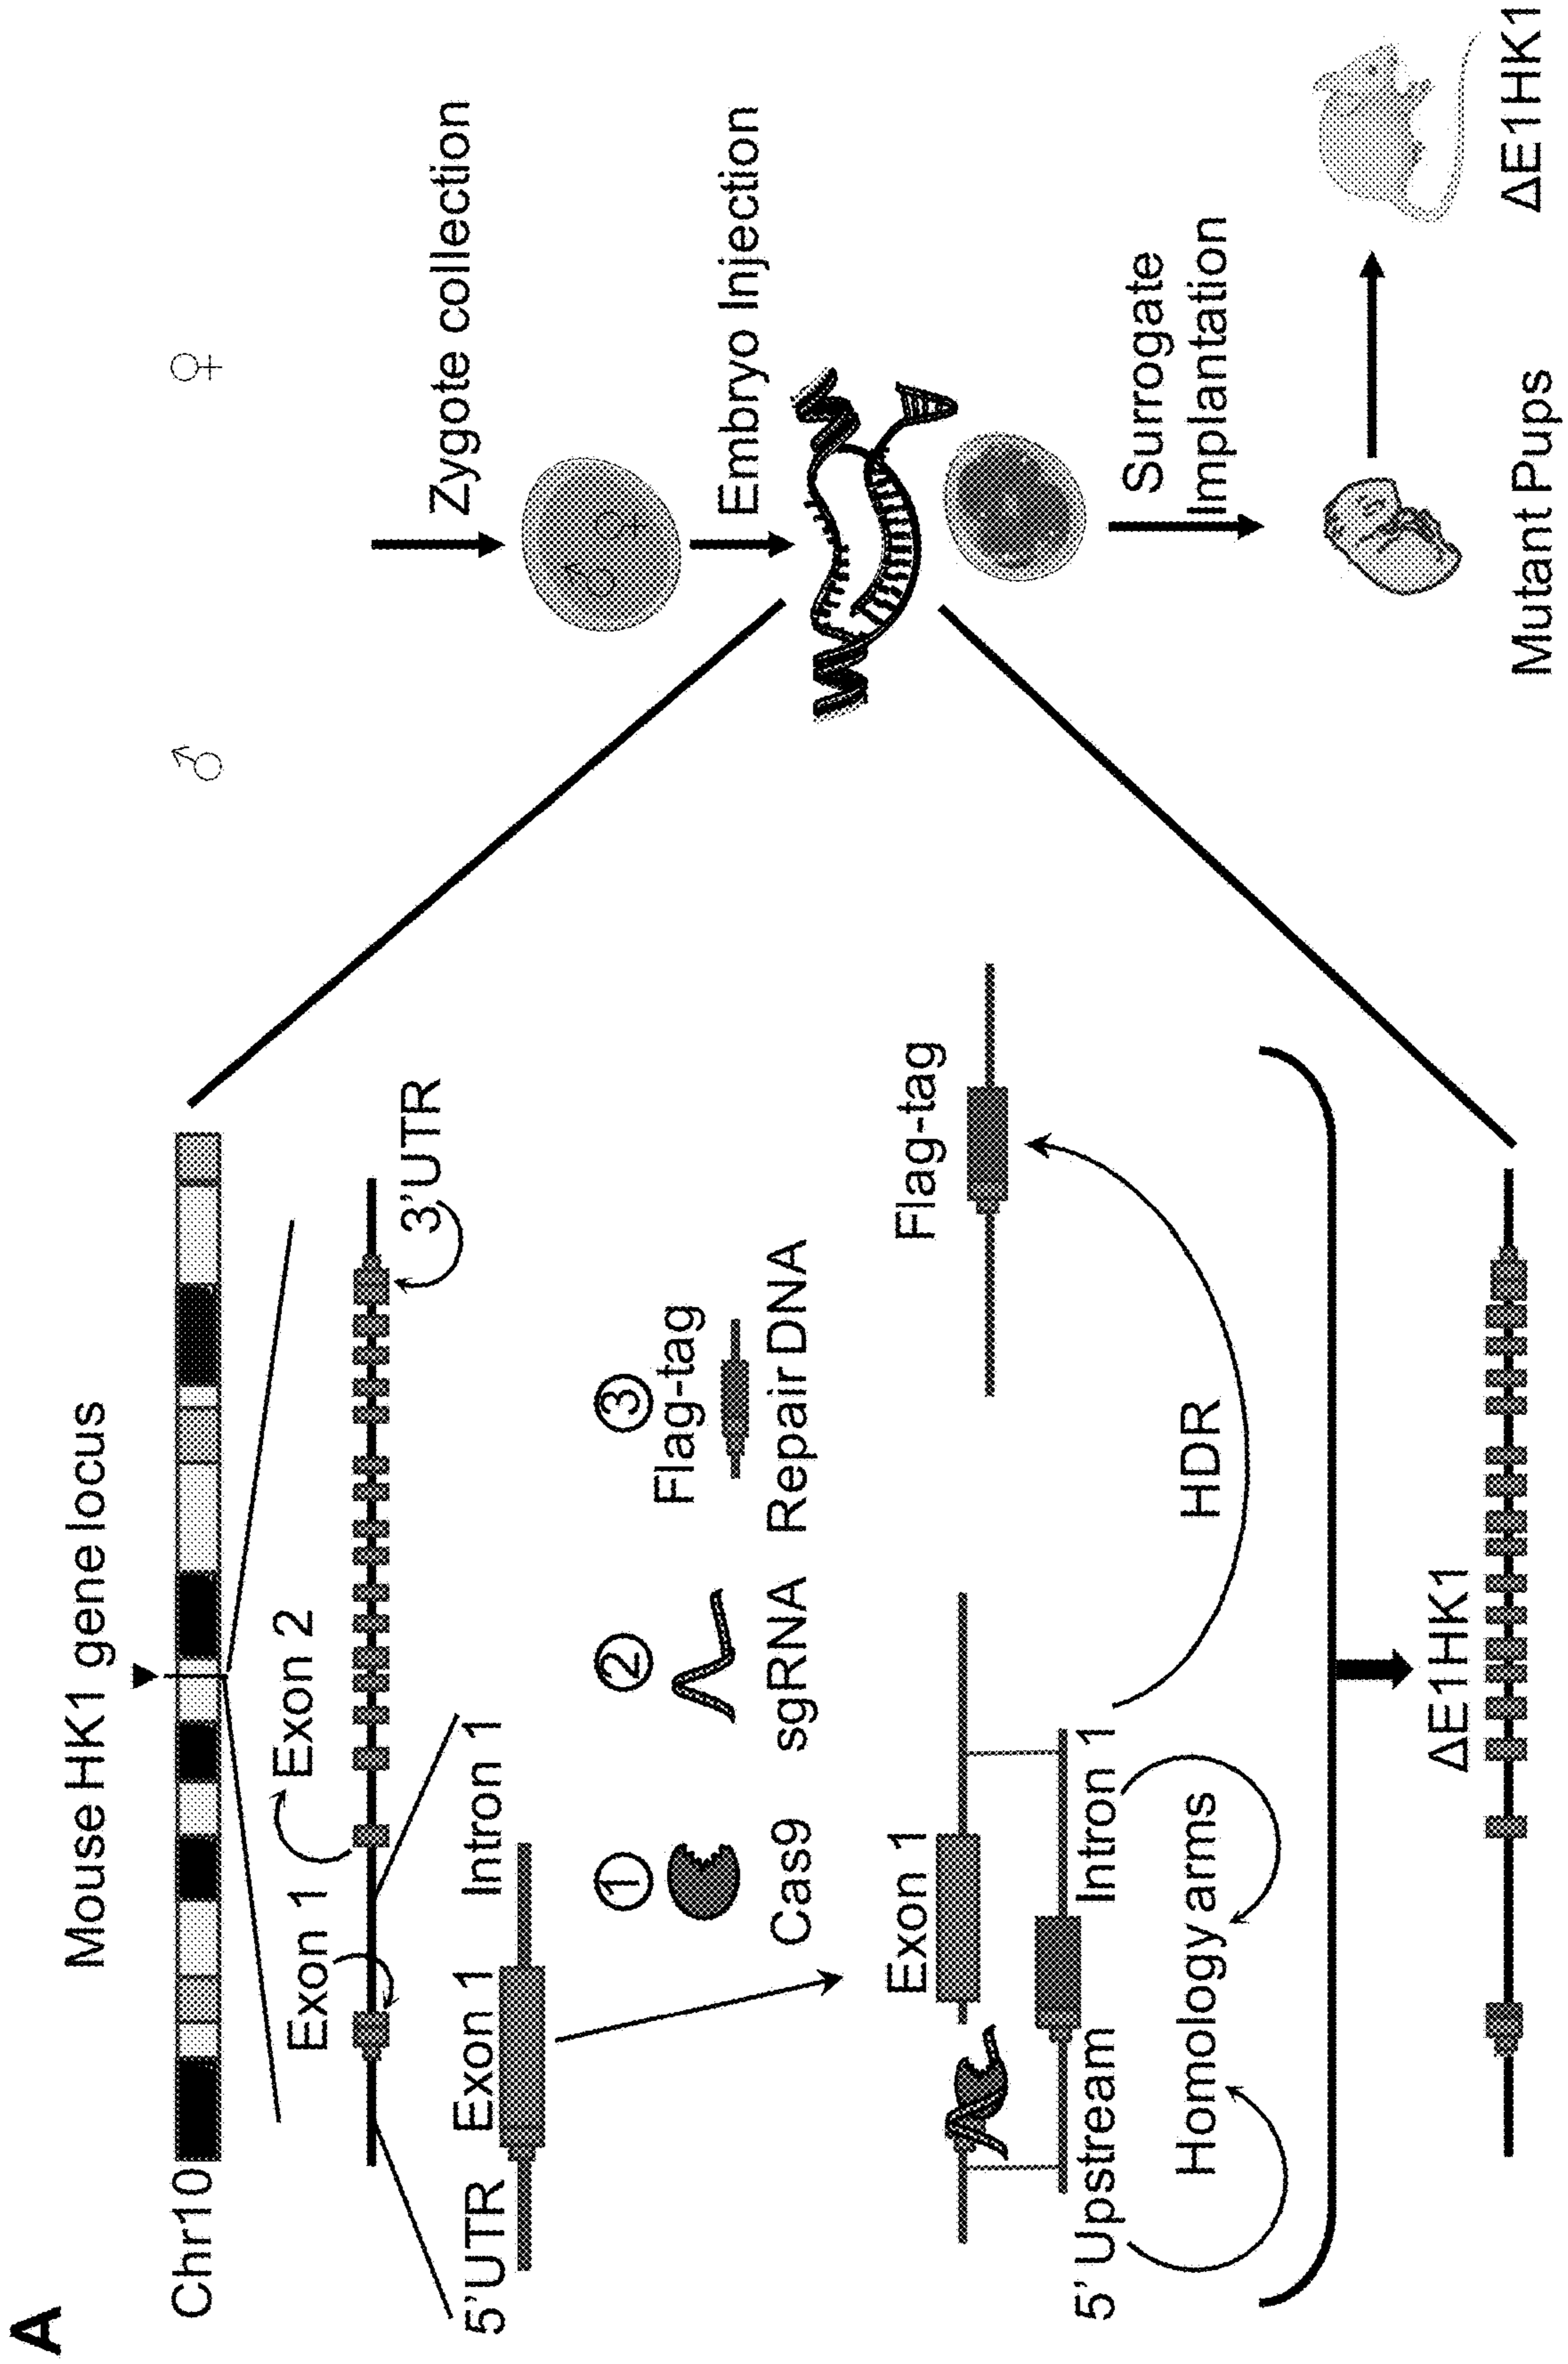 A
Mouse HK1 gene locus
Chr10
Exon 1
Exon 2
3'UTR
5'UTR
Exon 1
Intron 1
①
②
③
Flag-tag
Cas9
sgRNA
Repair DNA
Exon 1
Flag-tag
5' Upstream
Intron 1
Homology arms
HDR
ΔE1HK1
♂
♀
Zygote collection
♂
♀
Embryo Injection
Surrogate
Implantation
Mutant Pups
ΔE1HK1